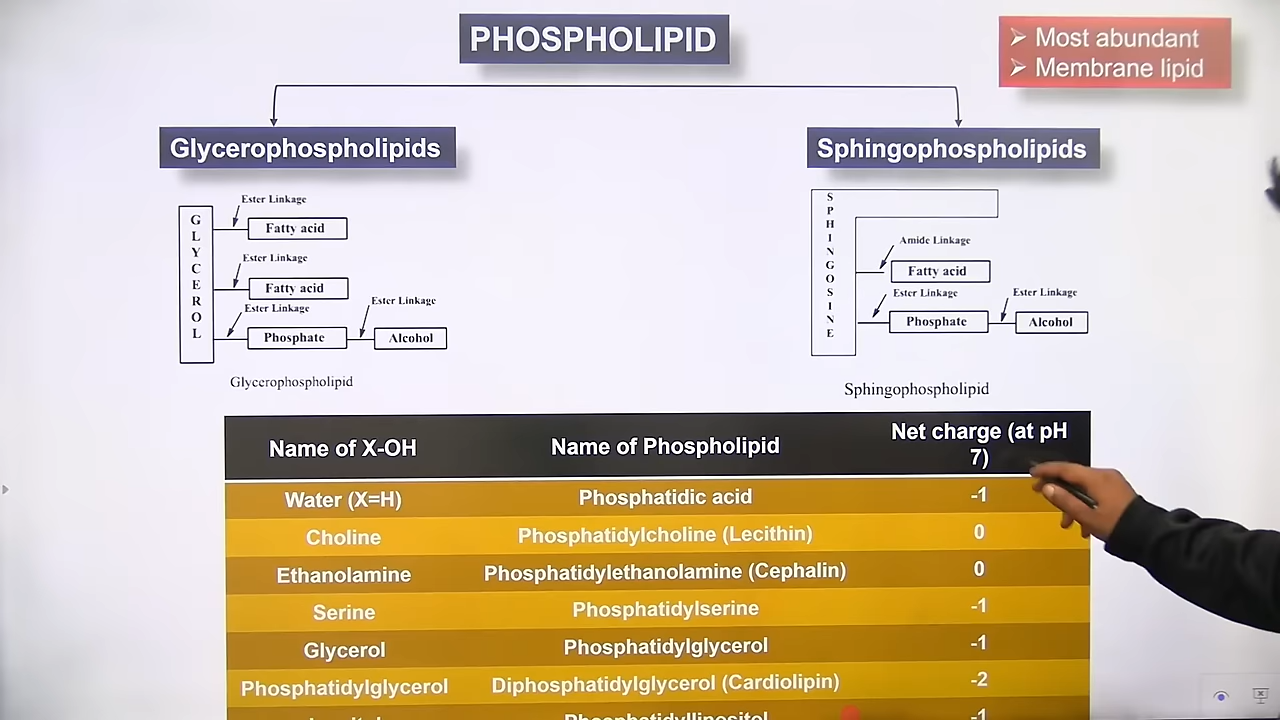 PHOSPHOLIPID
Most abundant
Membrane lipid
Glycerophospholipids
Sphingophospholipids
GLYCEROL
Ester Linkage
Fatty acid
Ester Linkage
Fatty acid
Ester Linkage
Ester Linkage
Phosphate
Alcohol
Glycerophospholipid
SPHINGOSINE
Amide Linkage
Fatty acid
Ester Linkage
Ester Linkage
Phosphate
Alcohol
Sphingophospholipid
Name of X-OH Name of Phospholipid Net charge (at pH
7)
Water (X=H) Phosphatidic acid -1
Choline Phosphatidylcholine (Lecithin) 0
Ethanolamine Phosphatidylethanolamine (Cephalin) 0
Serine Phosphatidylserine -1
Glycerol Phosphatidylglycerol -1
Phosphatidylglycerol Diphosphatidylglycerol (Cardiolipin) -2
-1